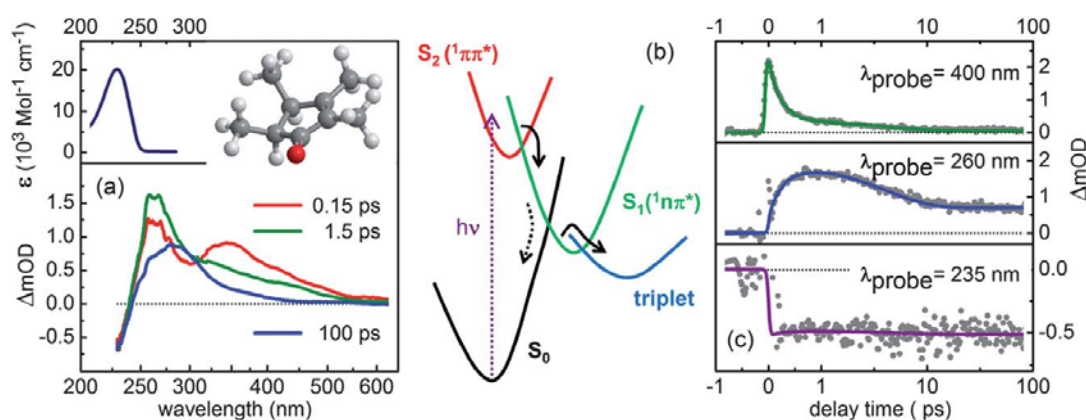 200 230 260 300
20
15
10
5
0
ε (10³ Mol⁻¹ cm⁻¹)
(a)
0.15 ps
1.5 ps
100 ps
1.5
1.0
0.5
0.0
-0.5
ΔmOD
200 300 400 500 600
wavelength (nm)
(b)
S₂ (¹ππ*)
S₁(¹nπ*)
hν
triplet
S₀
-1 0 1 10 100
λprobe= 400 nm
2
1
0
λprobe= 260 nm
2
1
0
ΔmOD
λprobe= 235 nm
0.0
-0.5
(c)
-1 0 1 10 100
delay time ( ps)